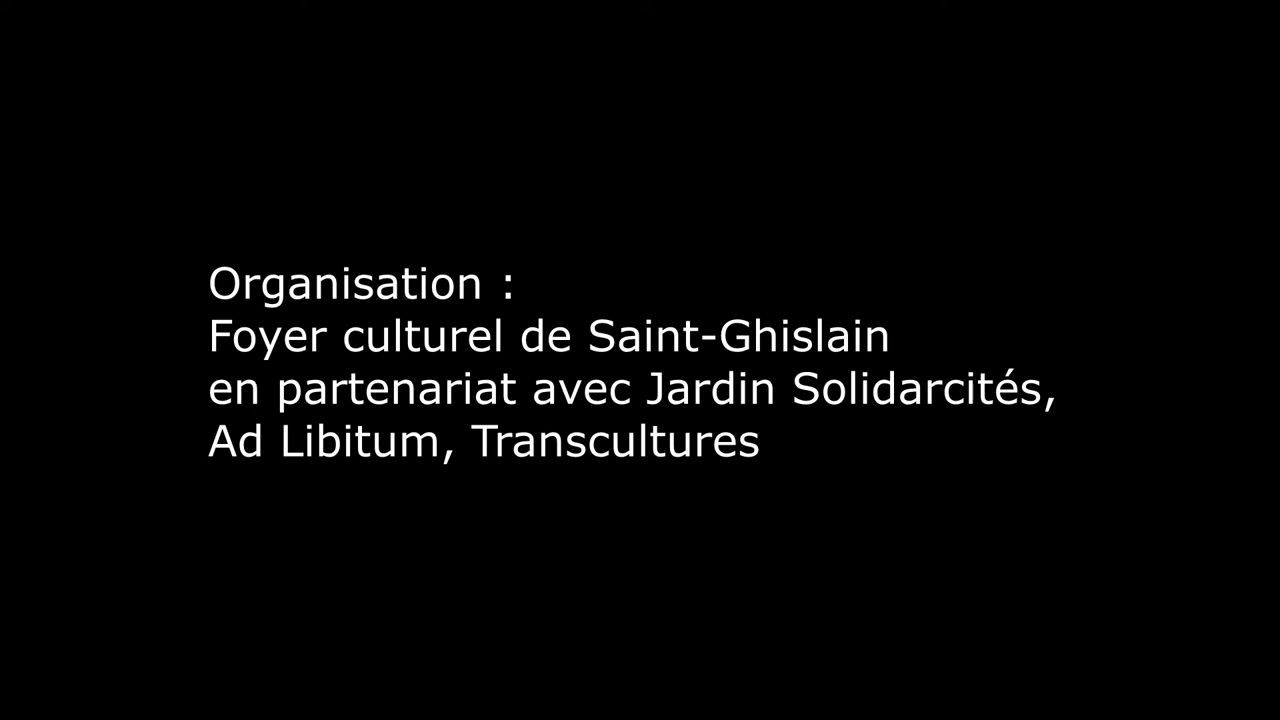 Organisation :
Foyer culturel de Saint-Ghislain
en partenariat avec Jardin Solidarcités,
Ad Libitum, Transcultures